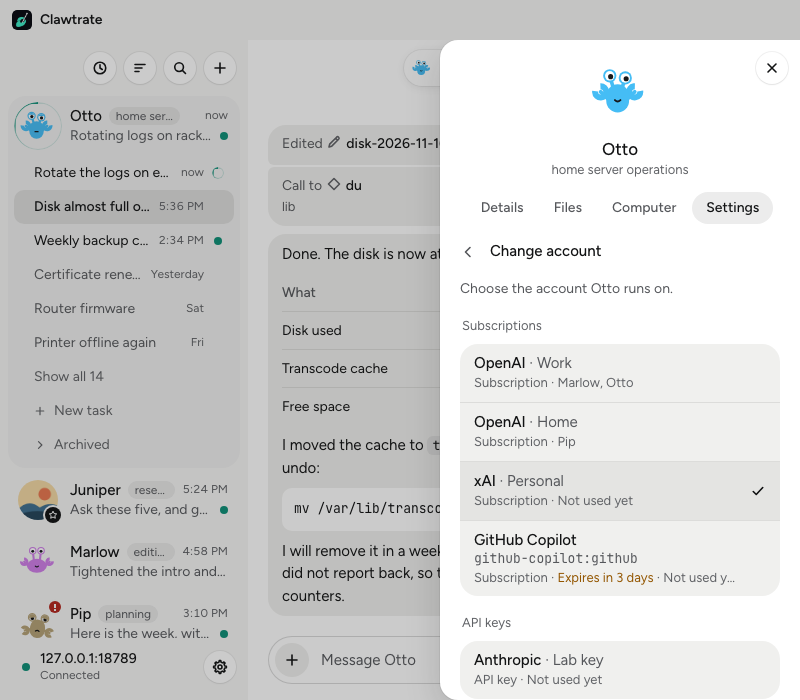 Clawtrate
Otto home ser... now
Rotating logs on rack...
Rotate the logs on e... now
Disk almost full o... 5:36 PM
Weekly backup c... 2:34 PM
Certificate rene... Yesterday
Router firmware Sat
Printer offline again Fri
Show all 14
+ New task
Archived
Juniper rese... 5:24 PM
Ask these five, and g...
Marlow editi... 4:58 PM
Tightened the intro and...
Pip planning 3:10 PM
Here is the week. wit...
127.0.0.1:18789
Connected
Edited disk-2026-11-1
Call to du
lib
Done. The disk is now at
What
Disk used
Transcode cache
Free space
I moved the cache to
undo:
mv /var/lib/transco
I will remove it in a week
did not report back, so t
counters.
Message Otto
Otto
home server operations
Details Files Computer Settings
Change account
Choose the account Otto runs on.
Subscriptions
OpenAI · Work
Subscription · Marlow, Otto
OpenAI · Home
Subscription · Pip
xAI · Personal
Subscription · Not used yet
GitHub Copilot
github-copilot:github
Subscription · Expires in 3 days · Not used y...
API keys
Anthropic · Lab key
API key · Not used yet